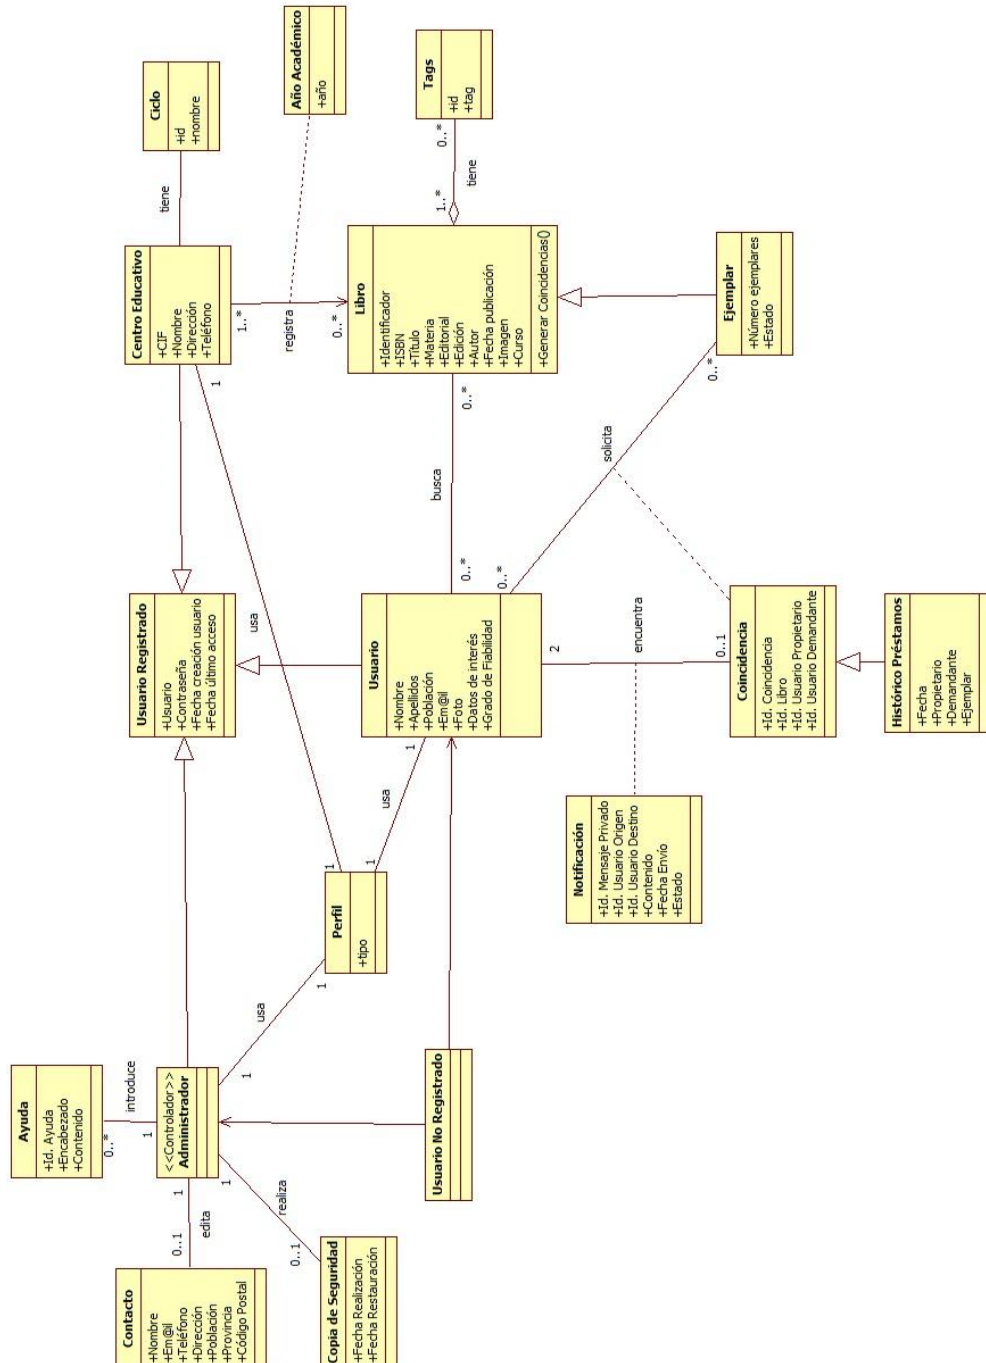 Contacto
+Nombre
+Em@il
+Teléfono
+Dirección
+Población
+Provincia
+Código Postal
0..1
edita
1
Ayuda
+Id. Ayuda
+Encabezado
+Contenido
0..*
introduce
1
<<Controlador>>
Administrador
1
realiza
0..1
Copia de Seguridad
+Fecha Realización
+Fecha Restauración
1
usa
1
Perfil
+tipo
1
usa
1
1
usa
1
Usuario No Registrado
Usuario Registrado
+Usuario
+Contraseña
+Fecha creación usuario
+Fecha último acceso
Centro Educativo
+CIF
+Nombre
+Dirección
+Teléfono
tiene
Ciclo
+id
+nombre
1..*
registra
0..*
Año Académico
+año
Libro
+Identificador
+ISBN
+Título
+Materia
+Editorial
+Edición
+Autor
+Fecha publicación
+Imagen
+Curso
+Generar Coincidencias()
1..*
tiene
0..*
Tags
+id
+tag
Usuario
+Nombre
+Apellidos
+Población
+Em@il
+Foto
+Datos de interés
+Grado de Fiabilidad
0..*
busca
0..*
0..*
solicita
0..*
Ejemplar
+Número ejemplares
+Estado
2
encuentra
0..1
Notificación
+Id. Mensaje Privado
+Id. Usuario Origen
+Id. Usuario Destino
+Contenido
+Fecha Envío
+Estado
Coincidencia
+Id. Coincidencia
+Id. Libro
+Id. Usuario Propietario
+Id. Usuario Demandante
Histórico Préstamos
+Fecha
+Propietario
+Demandante
+Ejemplar